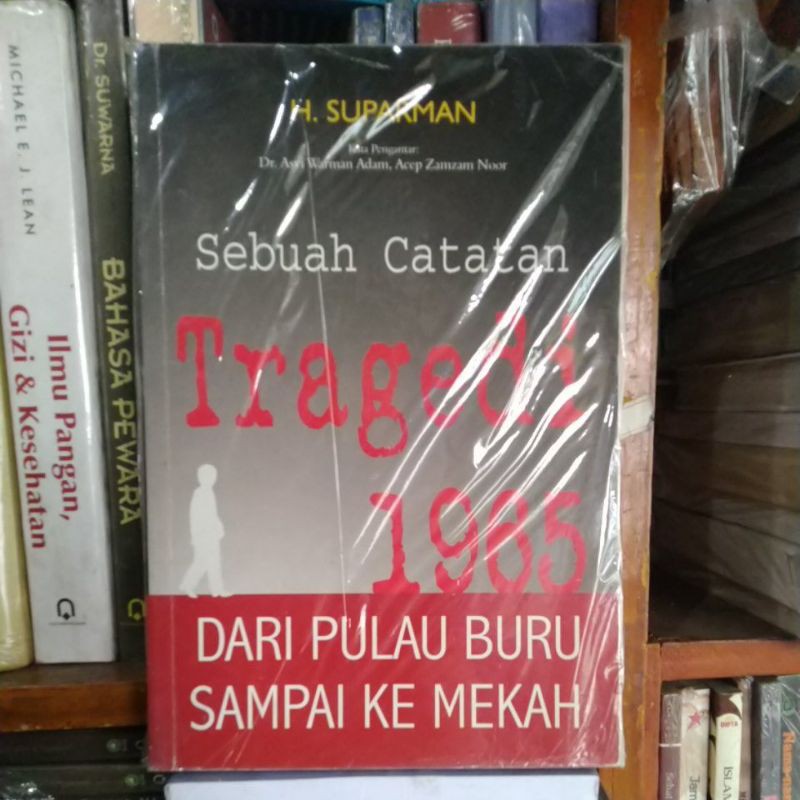 H. SUPARMAN
Kata Pengantar:
Dr. Asvi Warman Adam, Acep Zamzam Noor
Sebuah Catatan
Tragedi
1965
DARI PULAU BURU
SAMPAI KE MEKAH
MICHAEL E. J. LEAN
Ilmu Pangan,
Gizi & Kesehatan
Dr. SUWARNA
BAHASA PEWARA